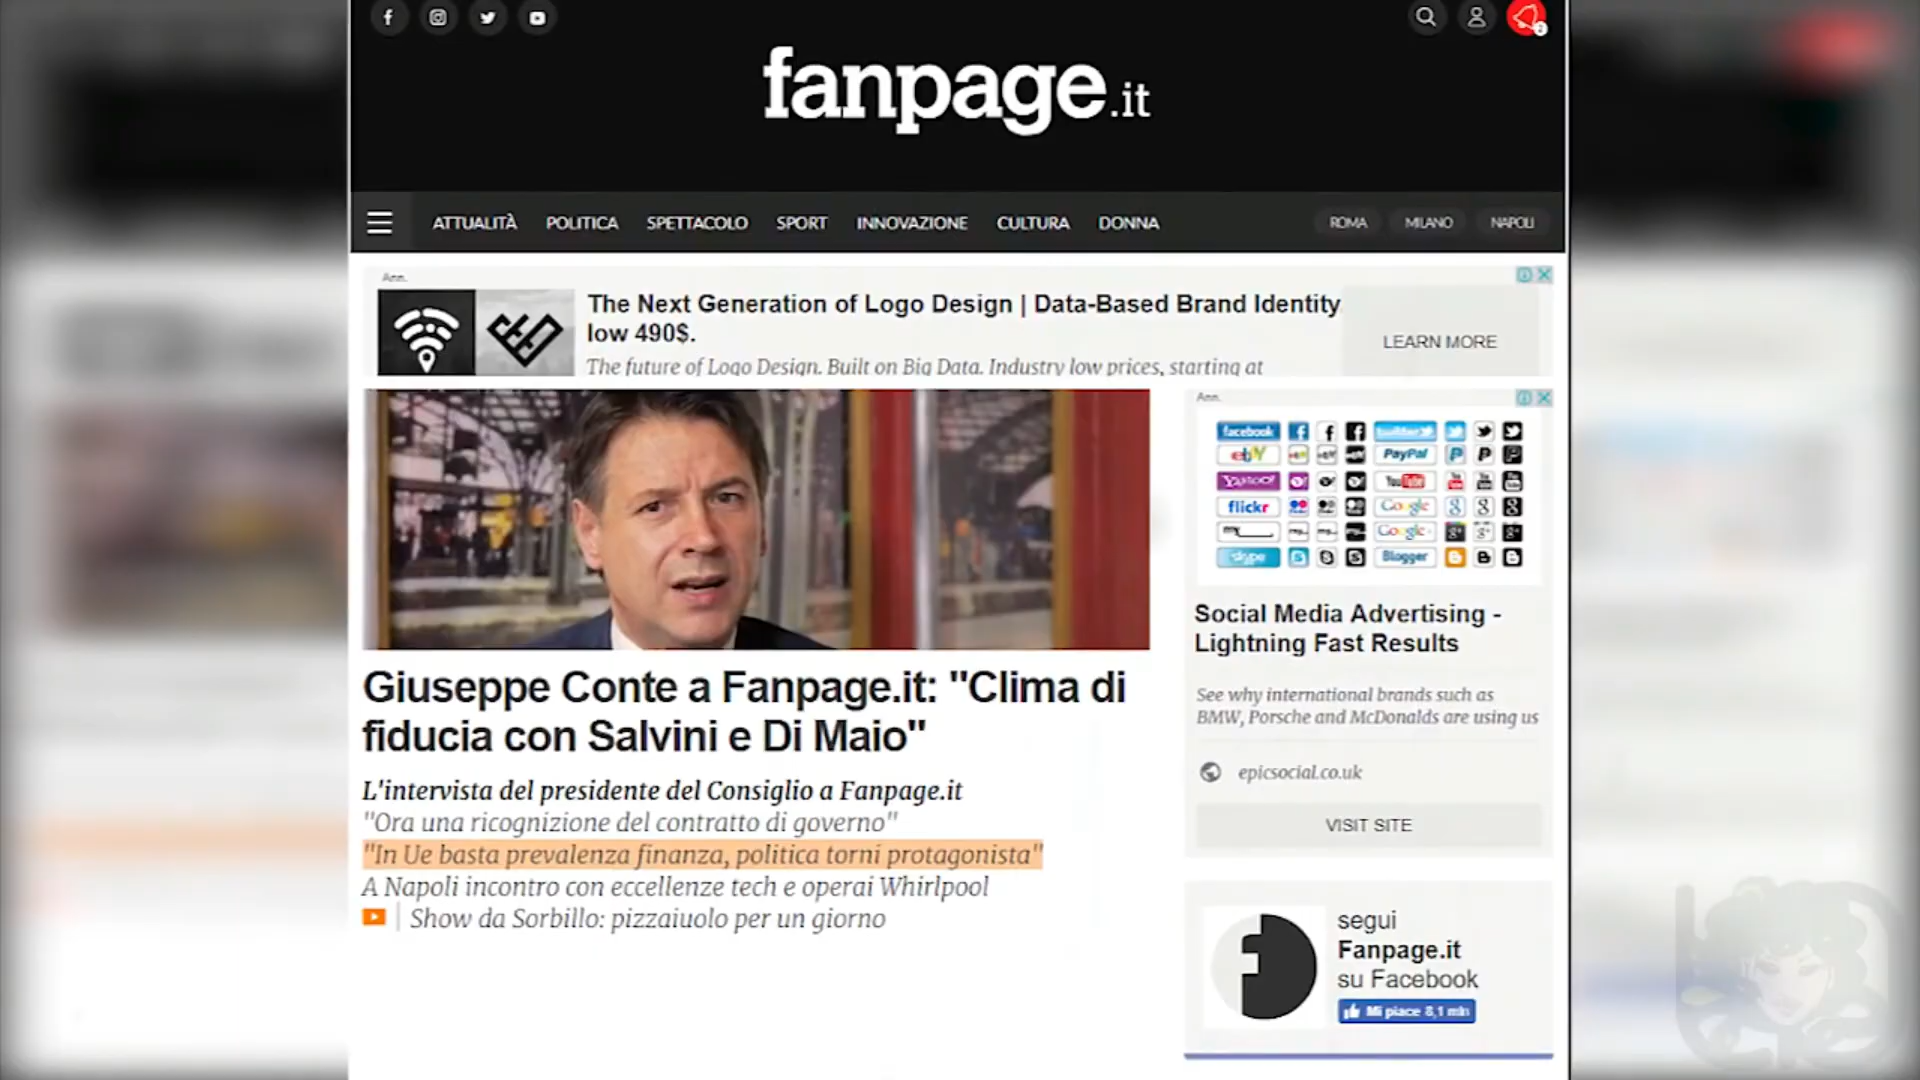 fanpage.it
ATTUALITÀ POLITICA SPETTACOLO SPORT INNOVAZIONE CULTURA DONNA ROMA MILANO NAPOLI
Ann.
The Next Generation of Logo Design | Data-Based Brand Identity
low 490$.
The future of Logo Design. Built on Big Data. Industry low prices, starting at
LEARN MORE
Giuseppe Conte a Fanpage.it: "Clima di
fiducia con Salvini e Di Maio"
L'intervista del presidente del Consiglio a Fanpage.it
"Ora una ricognizione del contratto di governo"
"In Ue basta prevalenza finanza, politica torni protagonista"
A Napoli incontro con eccellenze tech e operai Whirlpool
Show da Sorbillo: pizzaiuolo per un giorno
Ann.
facebook twitter
ebY PayPal
YAHOO! YouTube
flickr Google
my Google
skype Blogger
Social Media Advertising -
Lightning Fast Results
See why international brands such as
BMW, Porsche and McDonalds are using us
epicsocial.co.uk
VISIT SITE
segui
Fanpage.it
su Facebook
Mi piace 8,1 mln